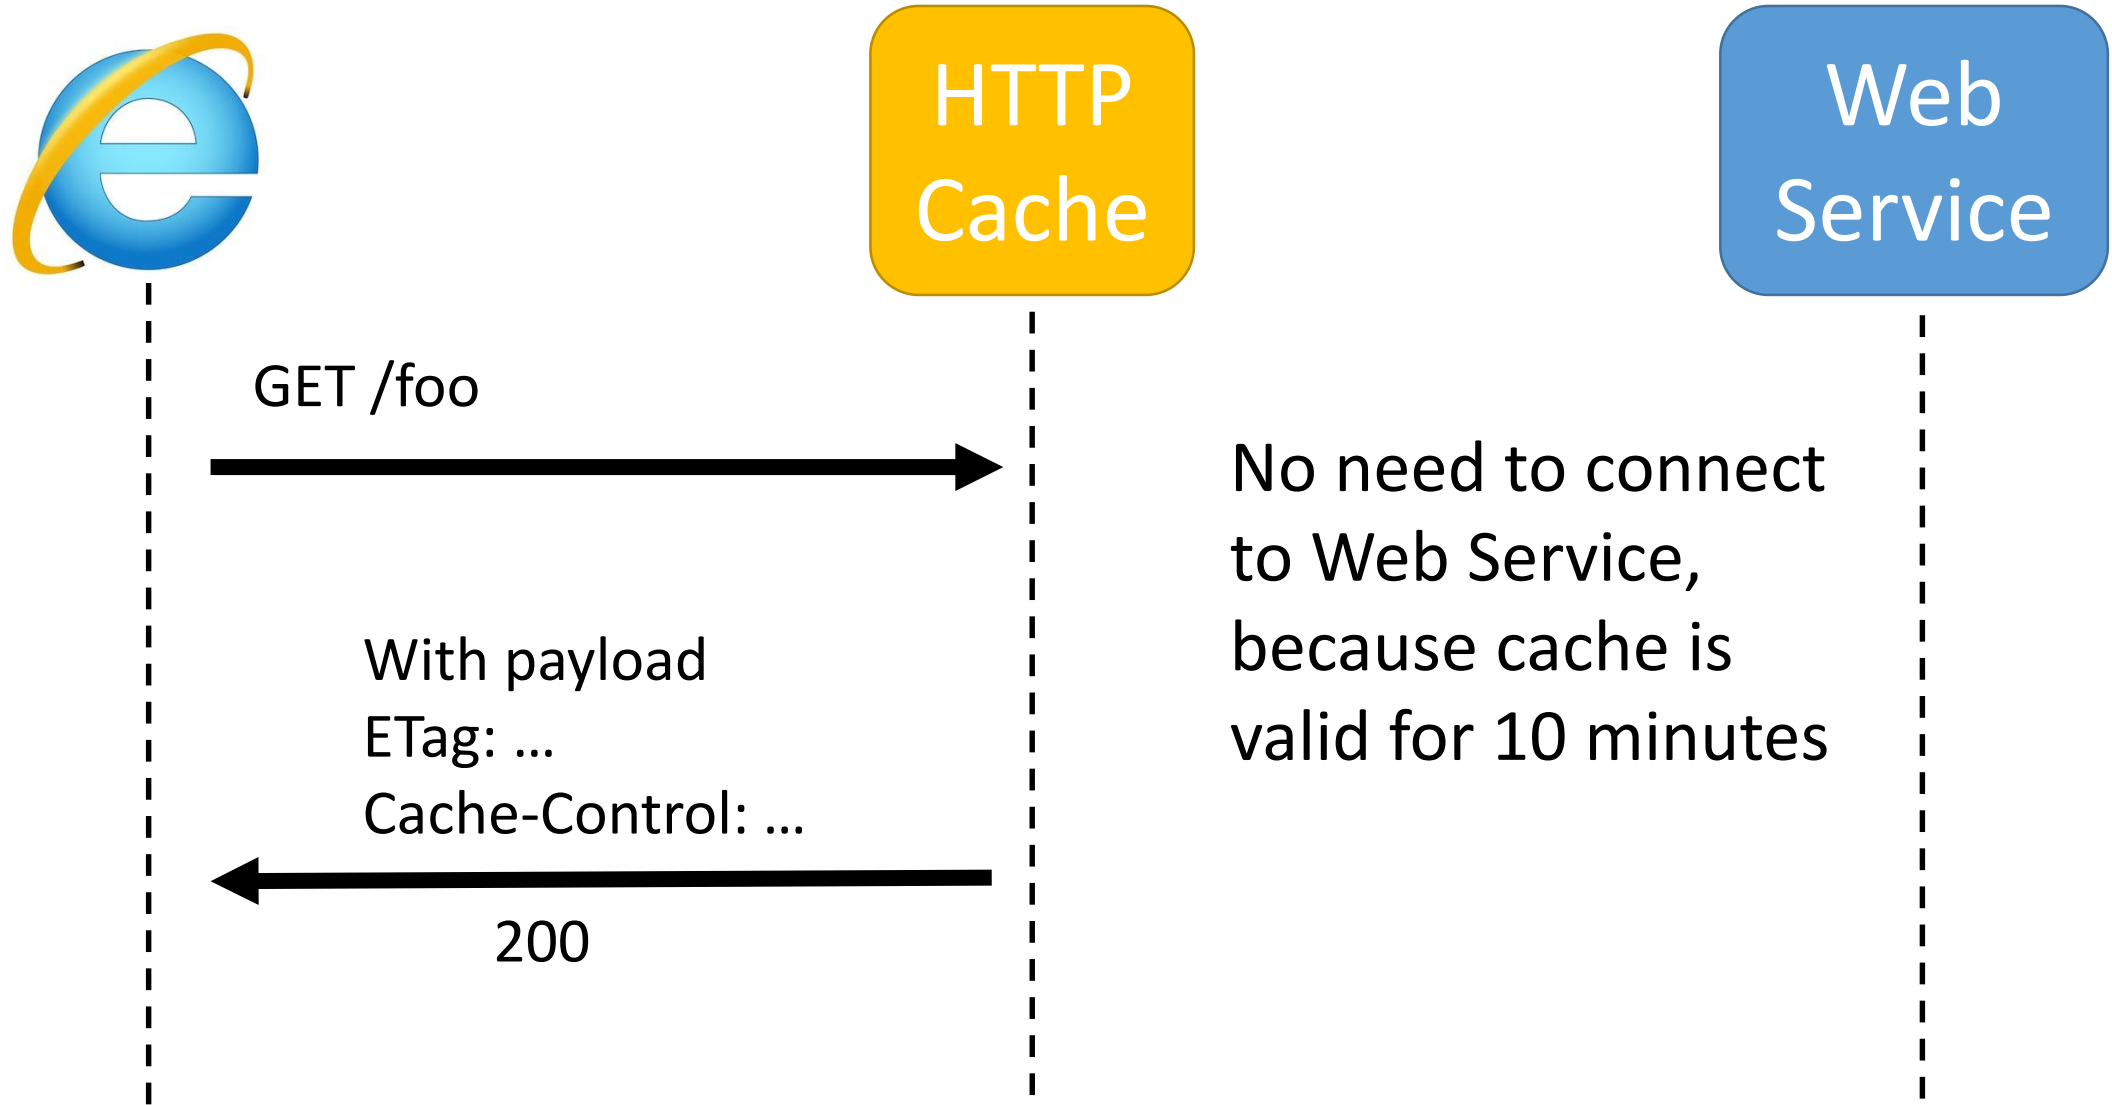 HTTP
Cache
Web
Service
GET /foo
No need to connect
to Web Service,
because cache is
valid for 10 minutes
With payload
ETag: …
Cache-Control: …
200